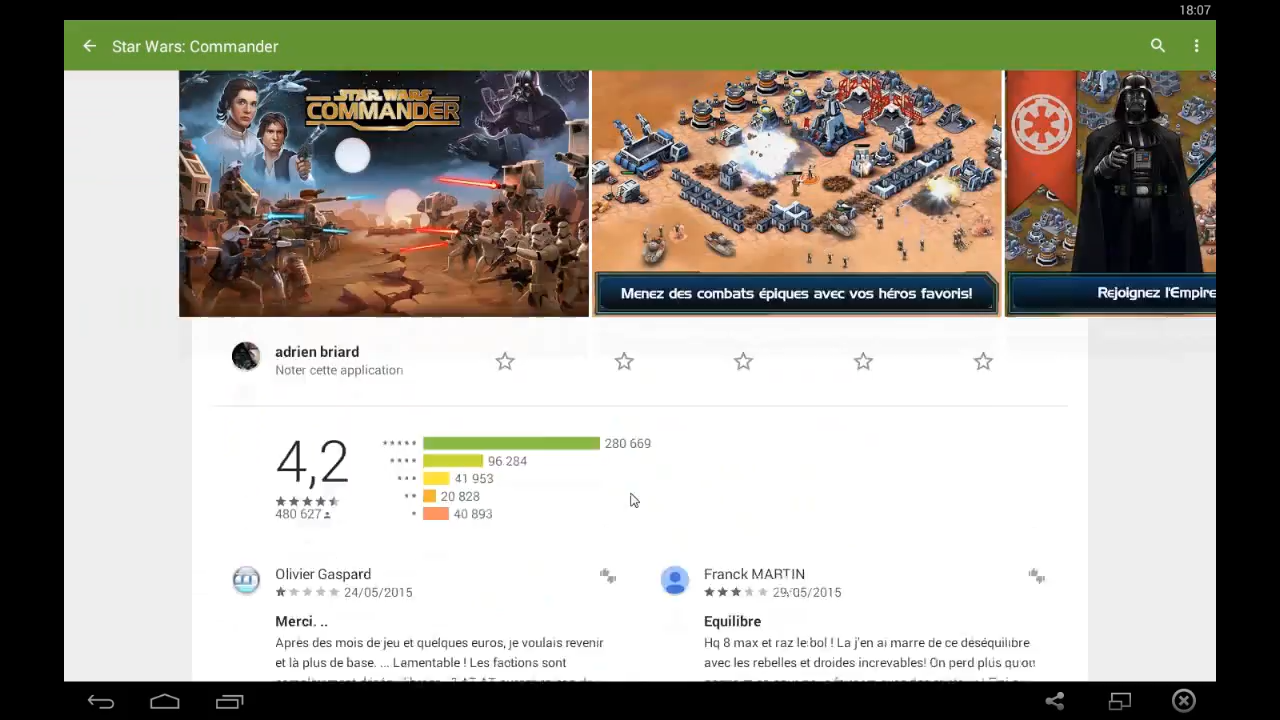 18:07
Star Wars: Commander
STAR WARS
COMMANDER
Menez des combats épiques avec vos héros favoris!
Rejoignez l'Empire
adrien briard
Noter cette application
4,2
280 669
96 284
41 953
20 828
40 893
480 627
Olivier Gaspard
24/05/2015
Merci. ..
Après des mois de jeu et quelques euros, je voulais revenir
et là plus de base. ... Lamentable ! Les factions sont
Franck MARTIN
29/05/2015
Equilibre
Hq 8 max et raz le bol ! La j'en ai marre de ce déséquilibre
avec les rebelles et droides increvables! On perd plus qu'on